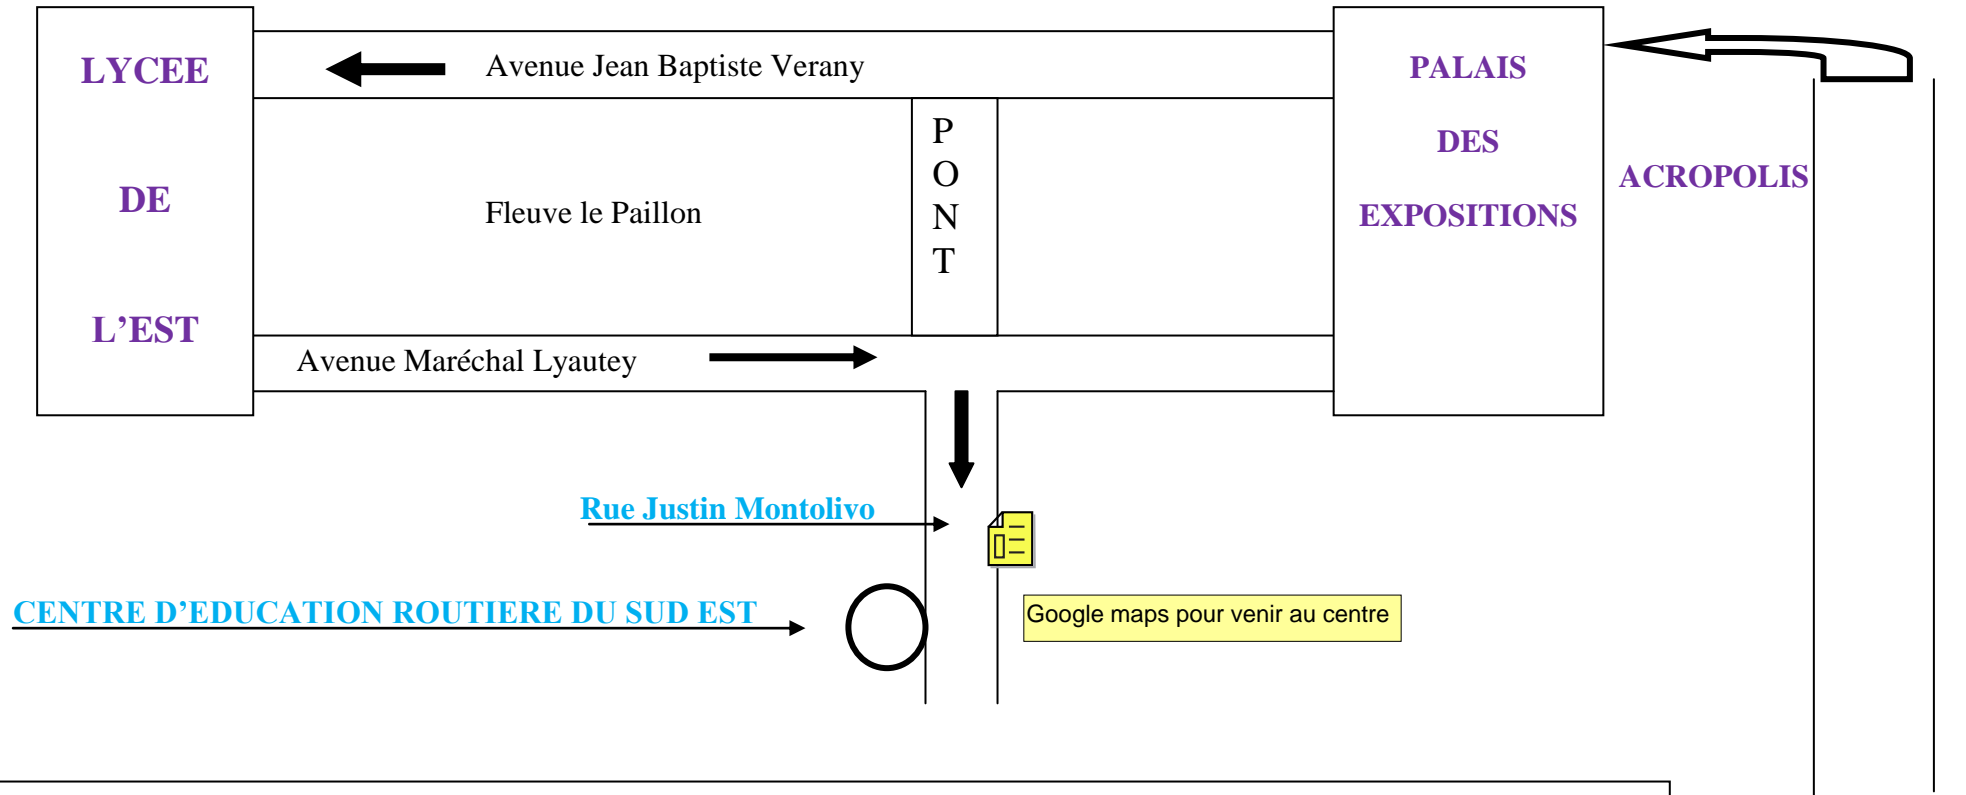 LYCEE
DE
L’EST
Avenue Jean Baptiste Verany
Fleuve le Paillon
P
O
N
T
Avenue Maréchal Lyautey
PALAIS
DES
EXPOSITIONS
ACROPOLIS
Rue Justin Montolivo
CENTRE D’EDUCATION ROUTIERE DU SUD EST
Google maps pour venir au centre